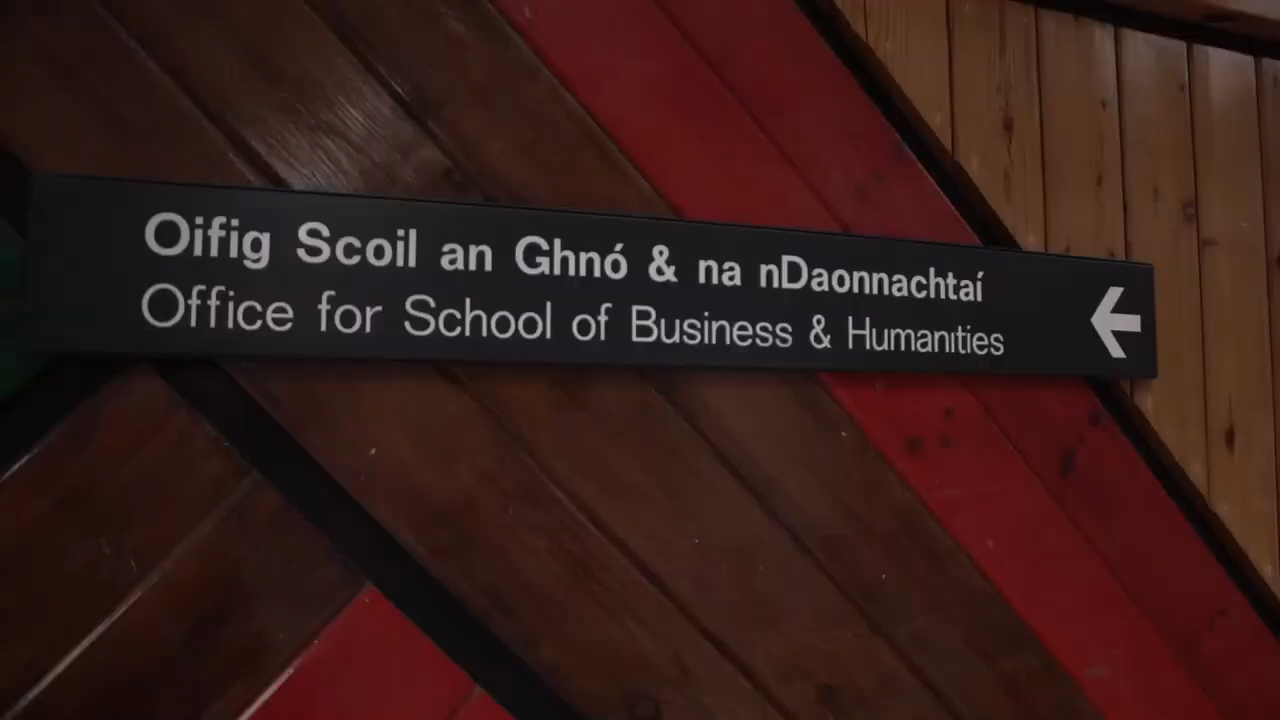 Oifig Scoil an Ghnó & na nDaonnachtaí
Office for School of Business & Humanities